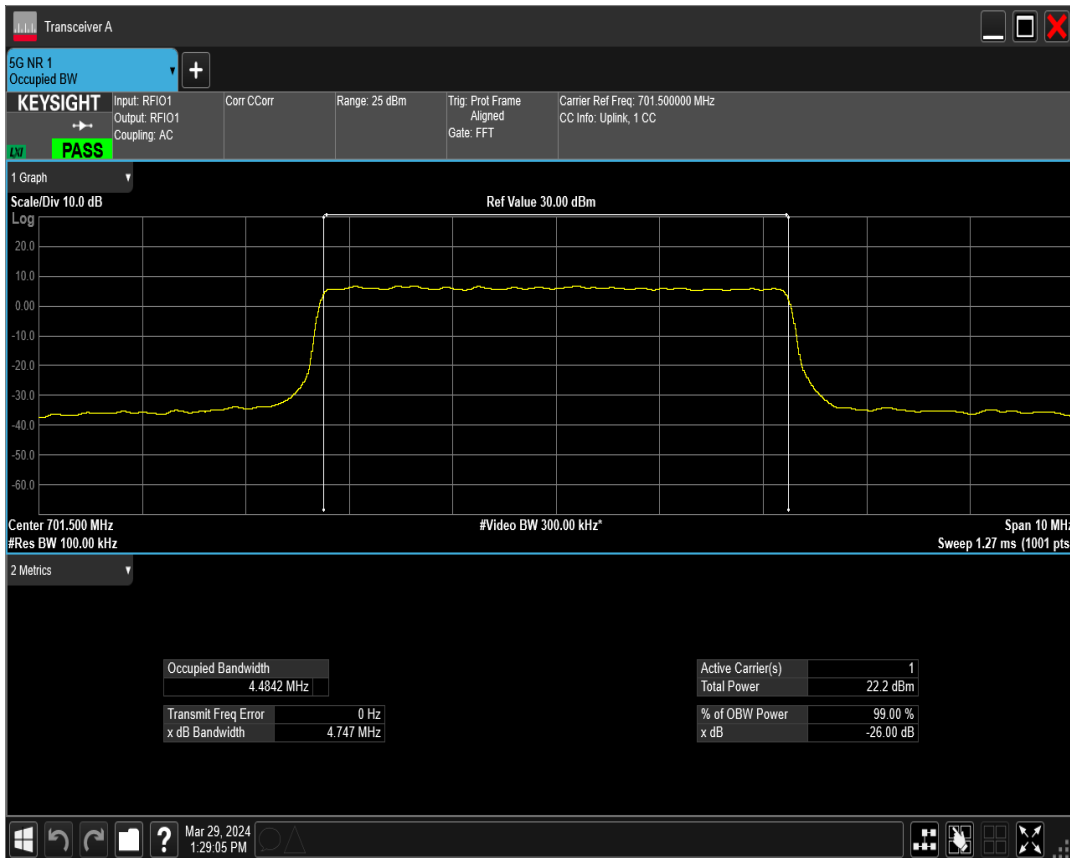 Transceiver A
5G NR 1
Occupied BW
+
KEYSIGHT
LXI
PASS
Input: RFIO1
Output: RFIO1
Coupling: AC
Corr CCorr
Range: 25 dBm
Trig: Prot Frame
Aligned
Gate: FFT
Carrier Ref Freq: 701.500000 MHz
CC Info: Uplink, 1 CC
1 Graph
Scale/Div 10.0 dB
Ref Value 30.00 dBm
Log
20.0
10.0
0.00
-10.0
-20.0
-30.0
-40.0
-50.0
-60.0
Center 701.500 MHz
#Video BW 300.00 kHz*
Span 10 MHz
#Res BW 100.00 kHz
Sweep 1.27 ms (1001 pts
2 Metrics
Occupied Bandwidth
4.4842 MHz
Transmit Freq Error 0 Hz
x dB Bandwidth 4.747 MHz
Active Carrier(s) 1
Total Power 22.2 dBm
% of OBW Power 99.00 %
x dB -26.00 dB
?
Mar 29, 2024
1:29:05 PM